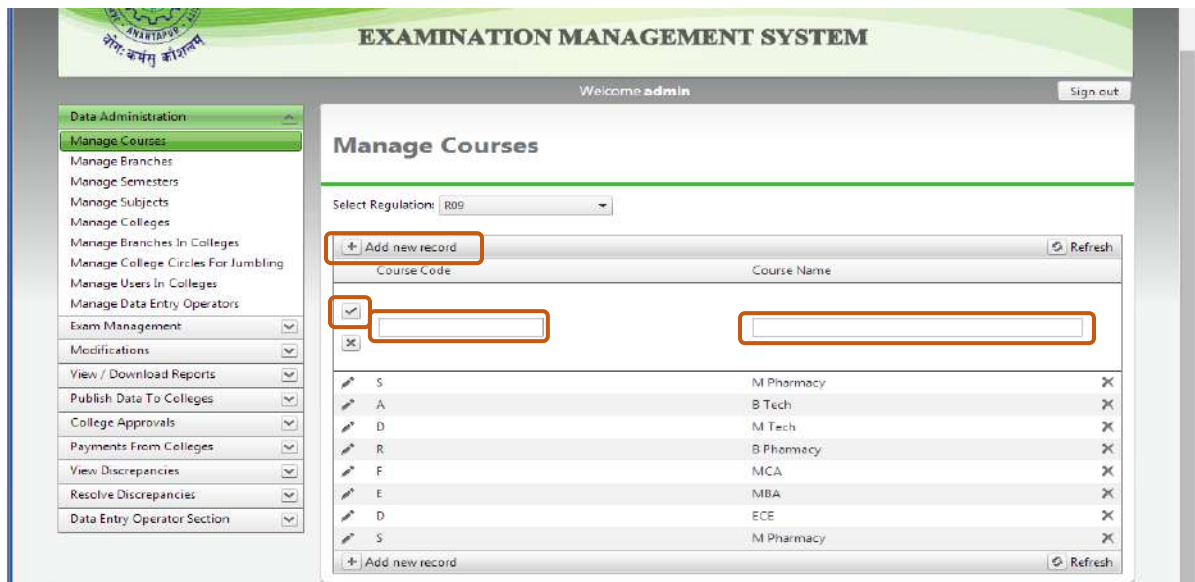 ANANTAPUR
योगः कर्मसु कौशलम्
EXAMINATION MANAGEMENT SYSTEM
Welcome admin
Sign out
Data Administration
Manage Courses
Manage Branches
Manage Semesters
Manage Subjects
Manage Colleges
Manage Branches In Colleges
Manage College Circles For Jumbling
Manage Users In Colleges
Manage Data Entry Operators
Exam Management
Modifications
View / Download Reports
Publish Data To Colleges
College Approvals
Payments From Colleges
View Discrepancies
Resolve Discrepancies
Data Entry Operator Section
Manage Courses
Select Regulation: R09
Add new record Refresh
Course Code Course Name
S M Pharmacy
A B Tech
D M Tech
R B Pharmacy
F MCA
E MBA
D ECE
S M Pharmacy
Add new record Refresh